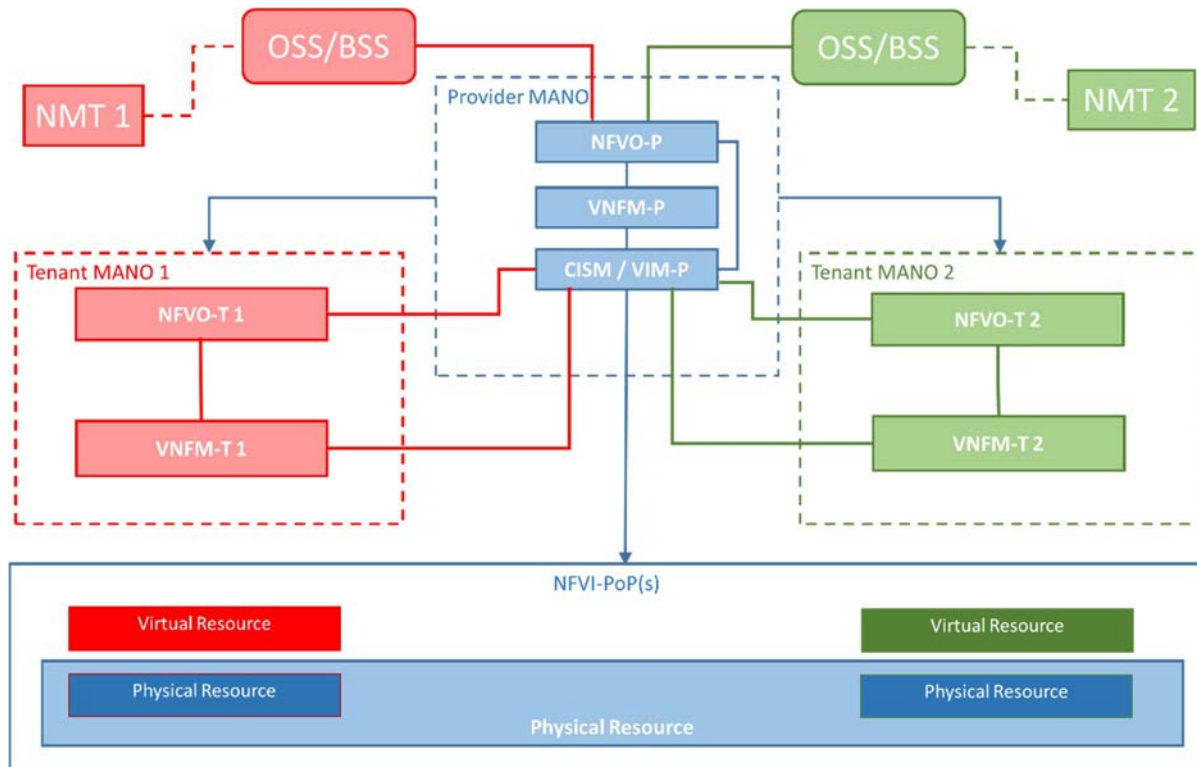 OSS/BSS
OSS/BSS
NMT 1
NMT 2
Provider MANO
NFVO-P
VNFM-P
CISM / VIM-P
Tenant MANO 1
NFVO-T 1
VNFM-T 1
Tenant MANO 2
NFVO-T 2
VNFM-T 2
NFVI-PoP(s)
Virtual Resource
Virtual Resource
Physical Resource
Physical Resource
Physical Resource